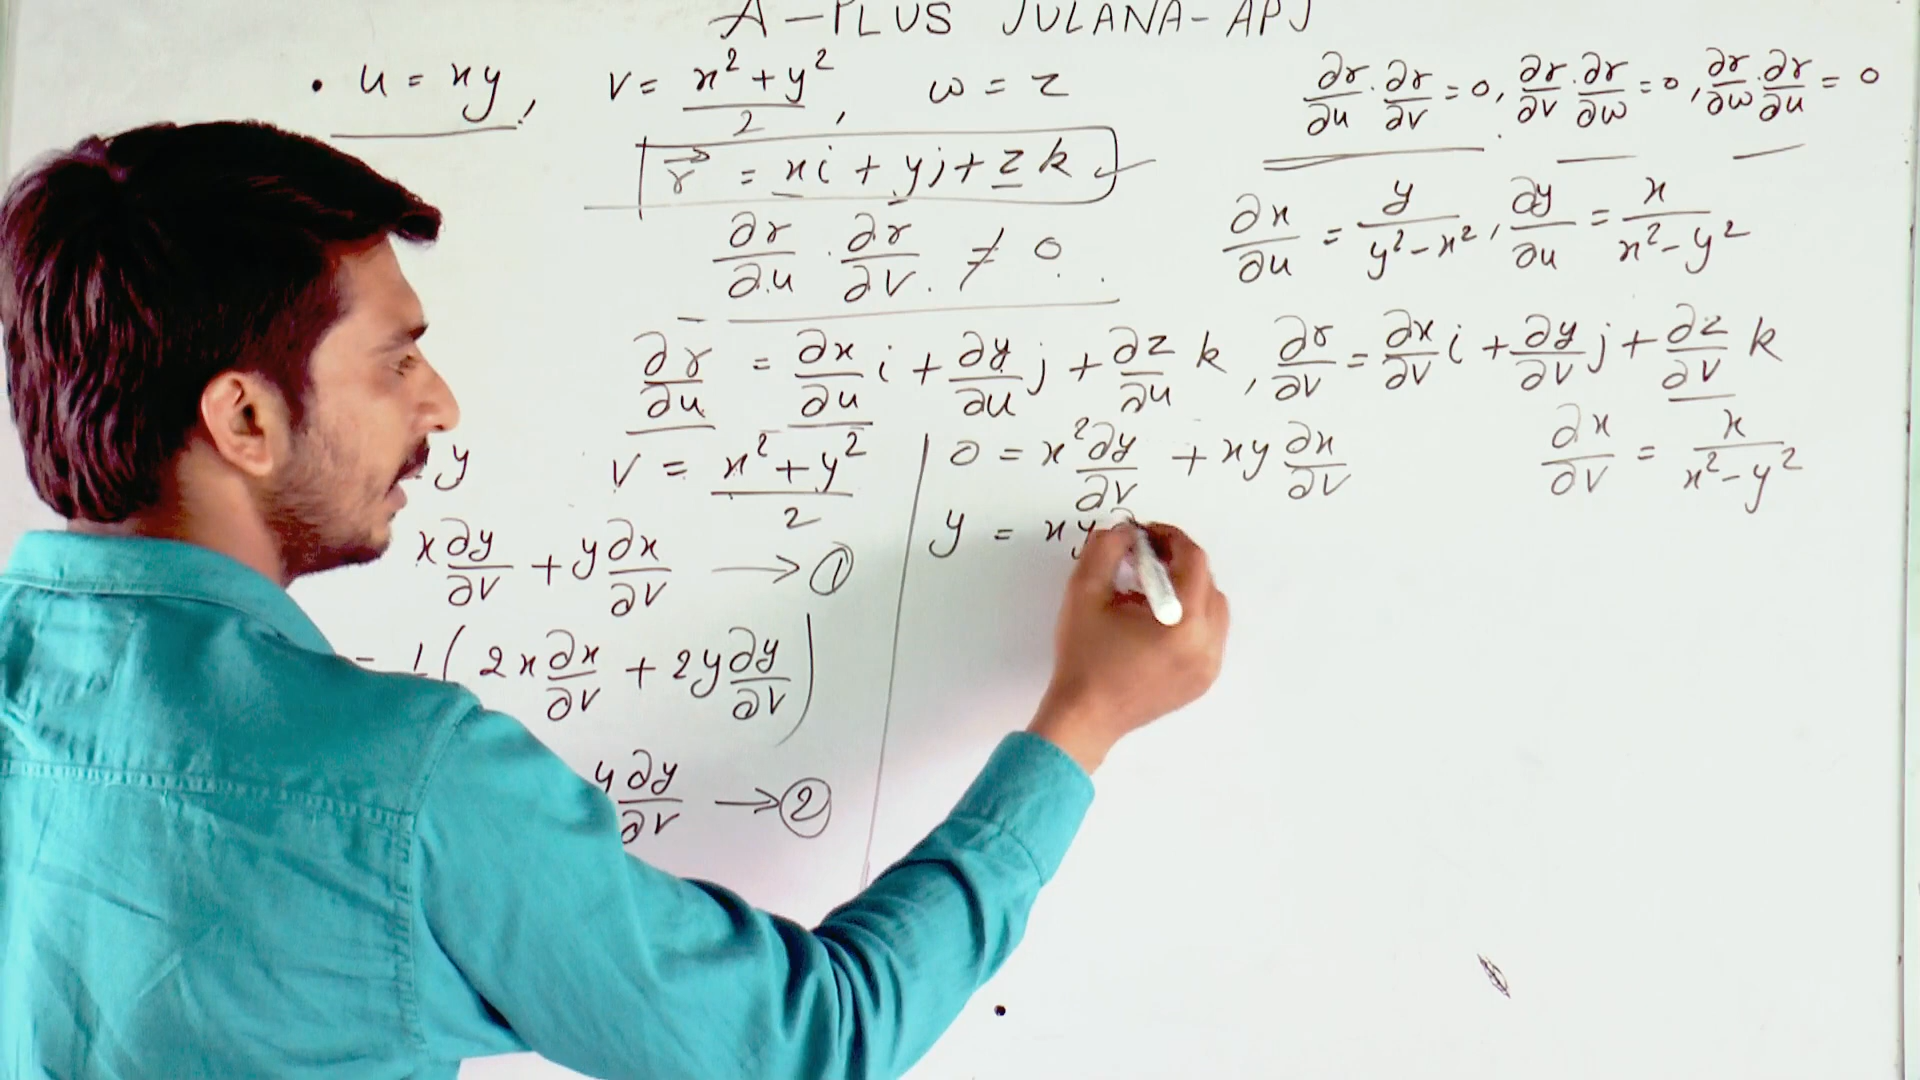 A-PLUS JULANA-APJ
• u = xy, v = x²+y²/2, w = z
∂r/∂u · ∂r/∂v = 0, ∂r/∂v · ∂r/∂w = 0, ∂r/∂w · ∂r/∂u = 0
r⃗ = xi + yj + zk
∂r/∂u · ∂r/∂v ≠ 0
∂x/∂u = y/y²-x², ∂y/∂u = x/x²-y²
∂r/∂u = ∂x/∂u i + ∂y/∂u j + ∂z/∂u k, ∂r/∂v = ∂x/∂v i + ∂y/∂v j + ∂z/∂v k
y
v = x²+y²/2
x ∂y/∂v + y ∂x/∂v → ①
(2x ∂x/∂v + 2y ∂y/∂v)
y ∂y/∂v → ②
0 = x² ∂y/∂v + xy ∂x/∂v
y = xy
∂x/∂v = x/x²-y²